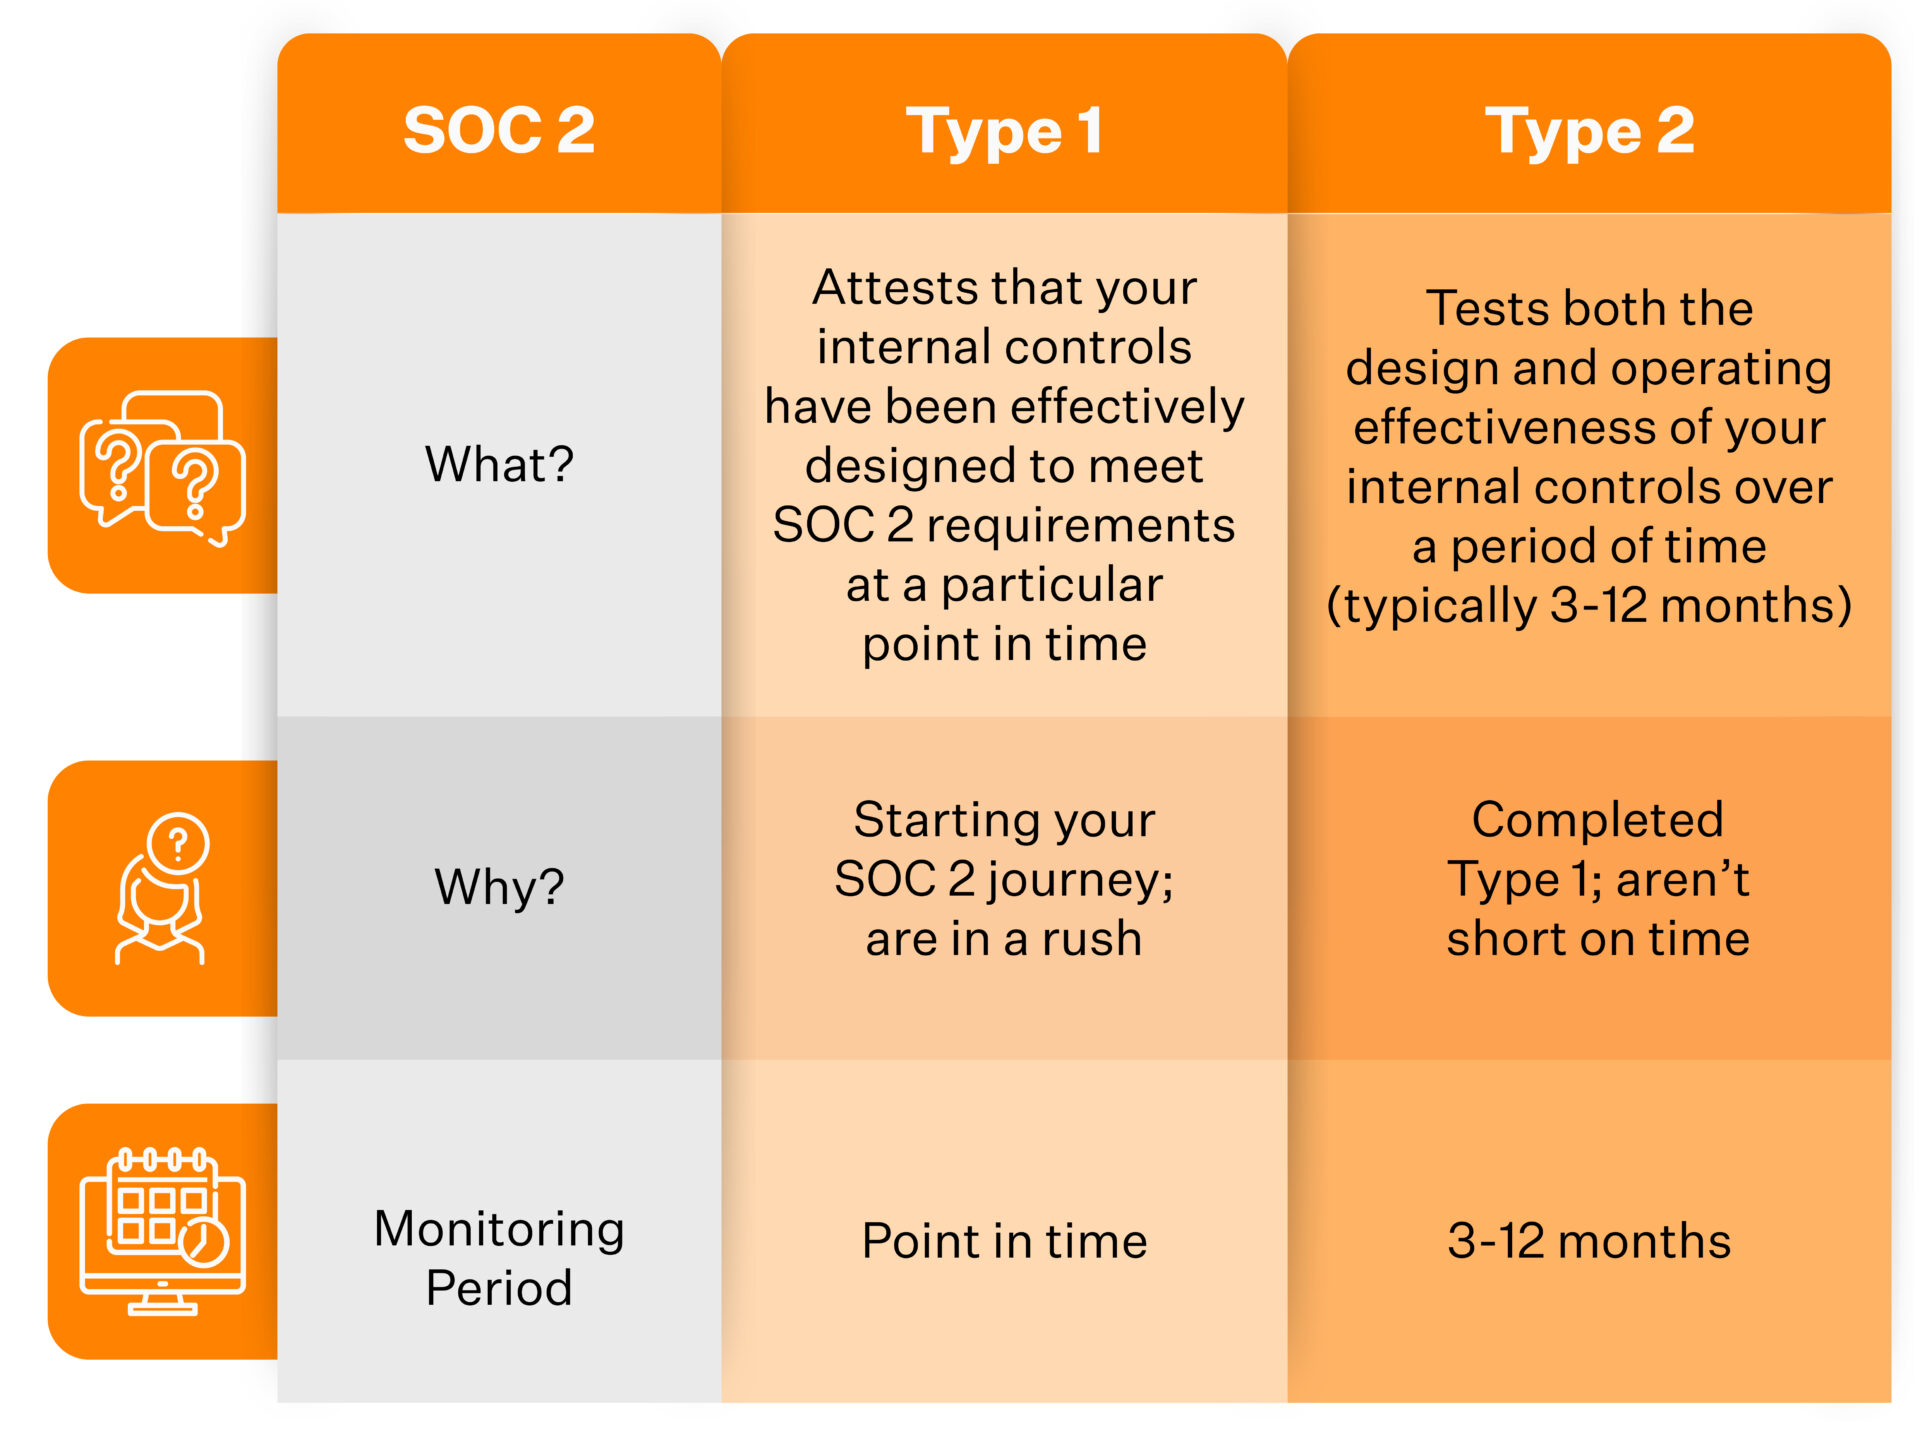 SOC 2
Type 1
Type 2
What?
Attests that your
internal controls
have been effectively
designed to meet
SOC 2 requirements
at a particular
point in time
Tests both the
design and operating
effectiveness of your
internal controls over
a period of time
(typically 3-12 months)
Why?
Starting your
SOC 2 journey;
are in a rush
Completed
Type 1; aren’t
short on time
Monitoring
Period
Point in time
3-12 months